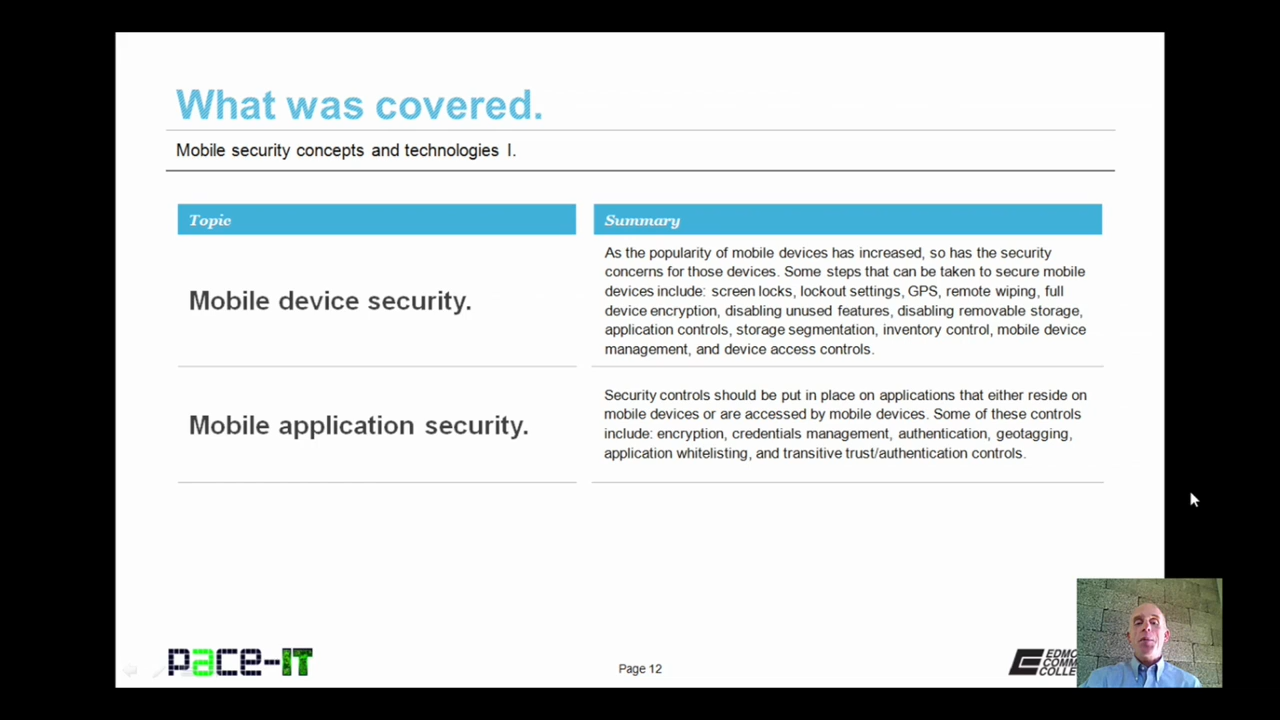 What was covered.
Mobile security concepts and technologies I.
Topic
Summary
Mobile device security.
As the popularity of mobile devices has increased, so has the security
concerns for those devices. Some steps that can be taken to secure mobile
devices include: screen locks, lockout settings, GPS, remote wiping, full
device encryption, disabling unused features, disabling removable storage,
application controls, storage segmentation, inventory control, mobile device
management, and device access controls.
Mobile application security.
Security controls should be put in place on applications that either reside on
mobile devices or are accessed by mobile devices. Some of these controls
include: encryption, credentials management, authentication, geotagging,
application whitelisting, and transitive trust/authentication controls.
pace-IT
Page 12